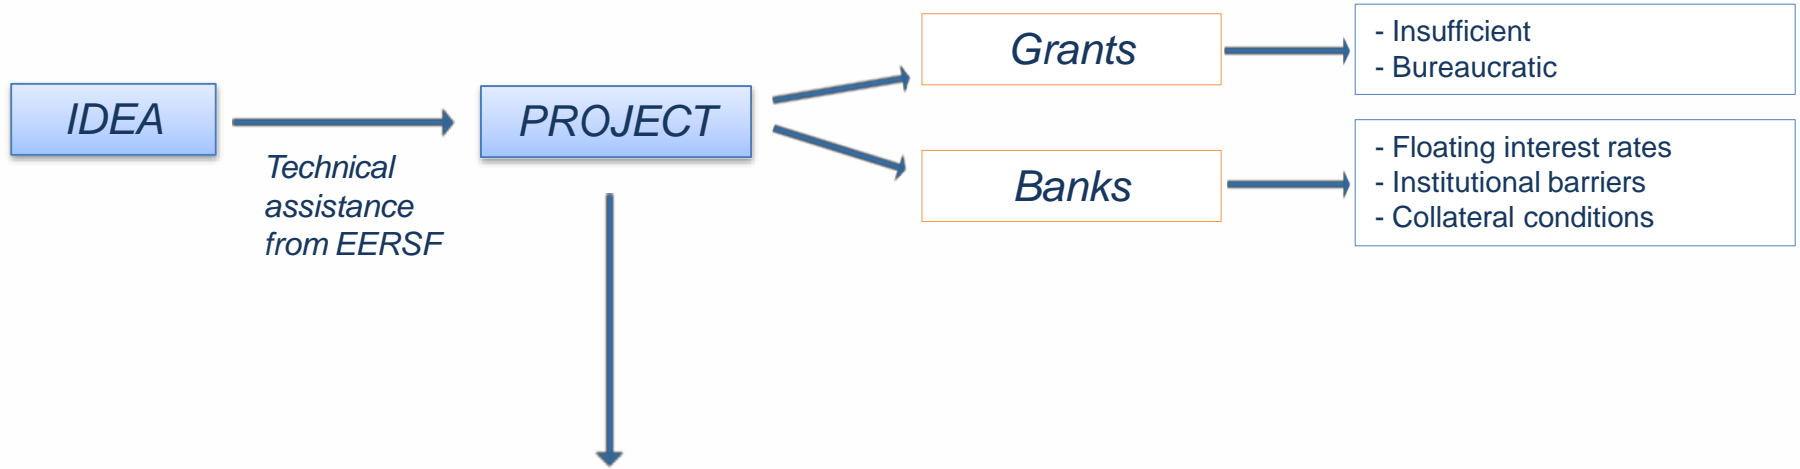 IDEA
Technical
assistance
from EERSF
PROJECT
Grants
- Insufficient
- Bureaucratic
Banks
- Floating interest rates
- Institutional barriers
- Collateral conditions